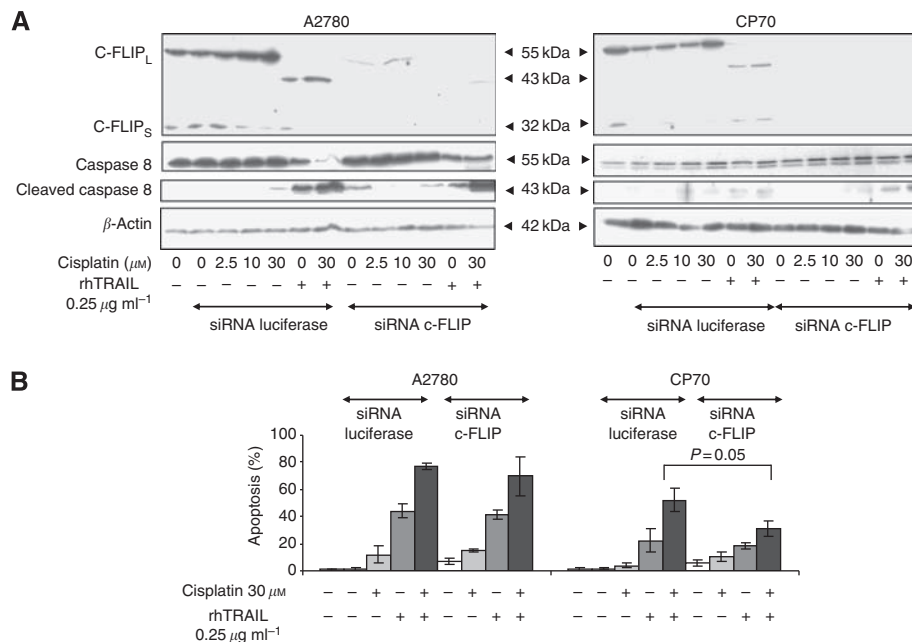 A
A2780
CP70
C-FLIPL
55 kDa
43 kDa
C-FLIPS
32 kDa
Caspase 8
55 kDa
Cleaved caspase 8
43 kDa
β-Actin
42 kDa
Cisplatin (μM) 0 0 2.5 10 30 0 30 0 2.5 10 30 0 30 0 0 2.5 10 30 0 30 0 2.5 10 30 0 30
rhTRAIL − − − − − + + − − − − + + − − − − − + + − − − − + +
0.25 μg ml−1
siRNA luciferase siRNA c-FLIP siRNA luciferase siRNA c-FLIP
B
A2780 CP70
siRNA luciferase
siRNA c-FLIP
siRNA luciferase
siRNA c-FLIP
P = 0.05
Apoptosis (%)
100
80
60
40
20
0
Cisplatin 30 μM − − + − + − + − + − − + − + − + − +
rhTRAIL − − − + + − − + + − − − + + − − + +
0.25 μg ml−1